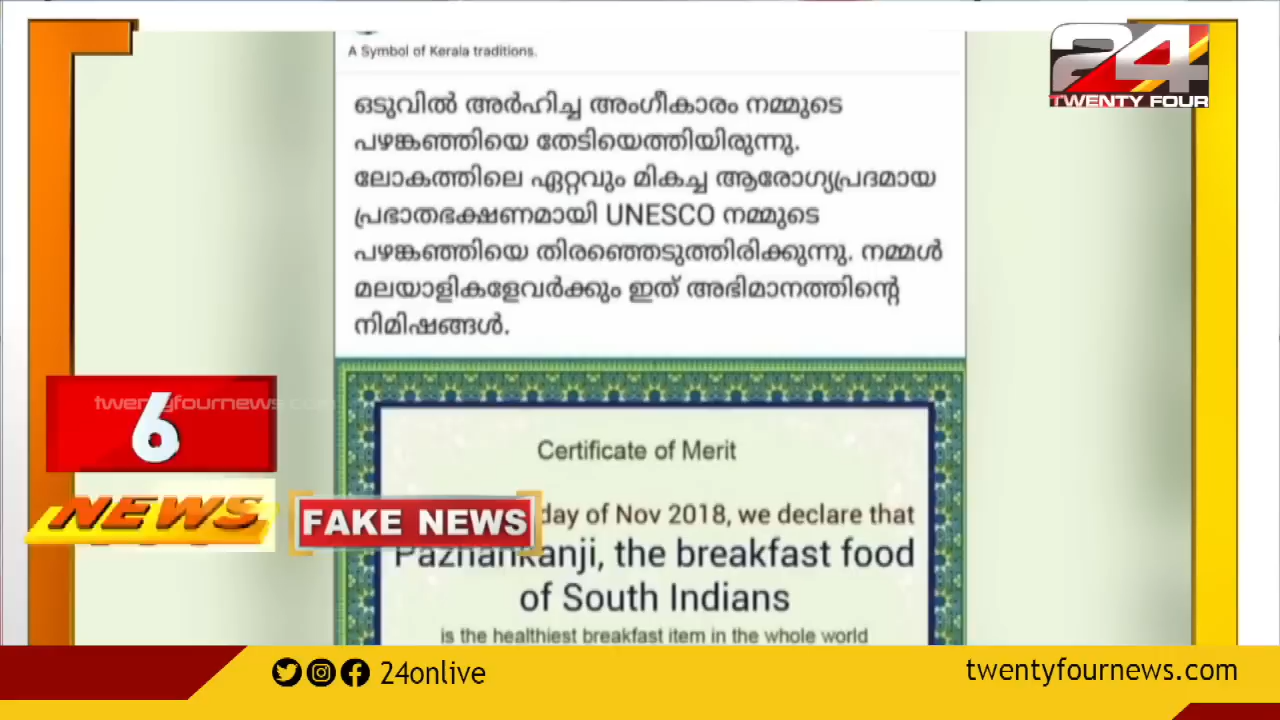 A Symbol of Kerala traditions.
24
TWENTY FOUR
ഒടുവിൽ അർഹിച്ച അംഗീകാരം നമ്മുടെ
പഴങ്കഞ്ഞിയെ തേടിയെത്തിയിരുന്നു.
ലോകത്തിലെ ഏറ്റവും മികച്ച ആരോഗ്യപ്രദമായ
പ്രഭാതഭക്ഷണമായി UNESCO നമ്മുടെ
പഴങ്കഞ്ഞിയെ തിരഞ്ഞെടുത്തിരിക്കുന്നു. നമ്മൾ
മലയാളികളേവർക്കും ഇത് അഭിമാനത്തിന്റെ
നിമിഷങ്ങൾ.
twentyfournews.com
6
NEWS
FAKE NEWS
Certificate of Merit
day of Nov 2018, we declare that
Pazhankanji, the breakfast food
of South Indians
is the healthiest breakfast item in the whole world
24onlive
twentyfournews.com